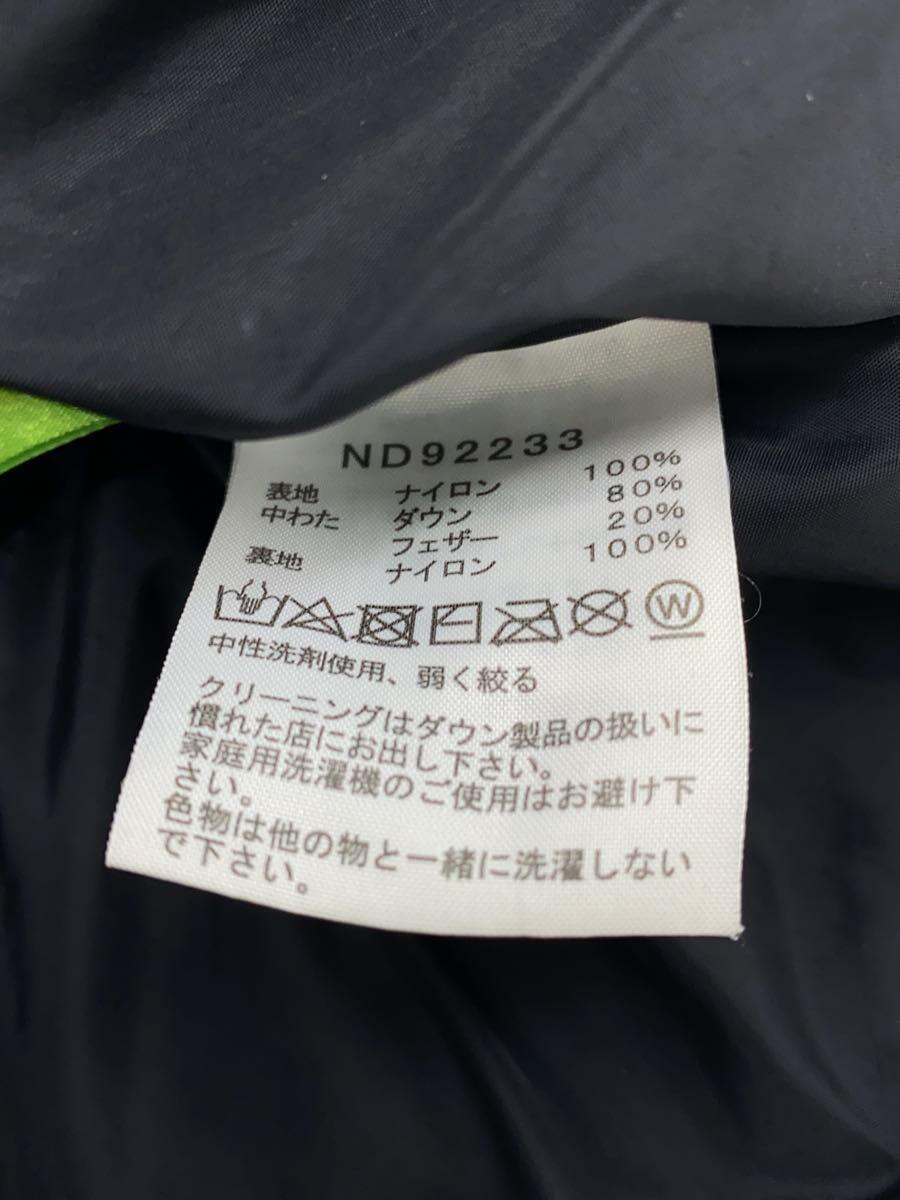 ND92233
表地 ナイロン 100%
中わた ダウン 80%
フェザー 20%
裏地 ナイロン 100%
W
中性洗剤使用、弱く絞る
クリーニングはダウン製品の扱いに
慣れた店にお出し下さい。
家庭用洗濯機のご使用はお避け下
さい。
色物は他の物と一緒に洗濯しない
で下さい。